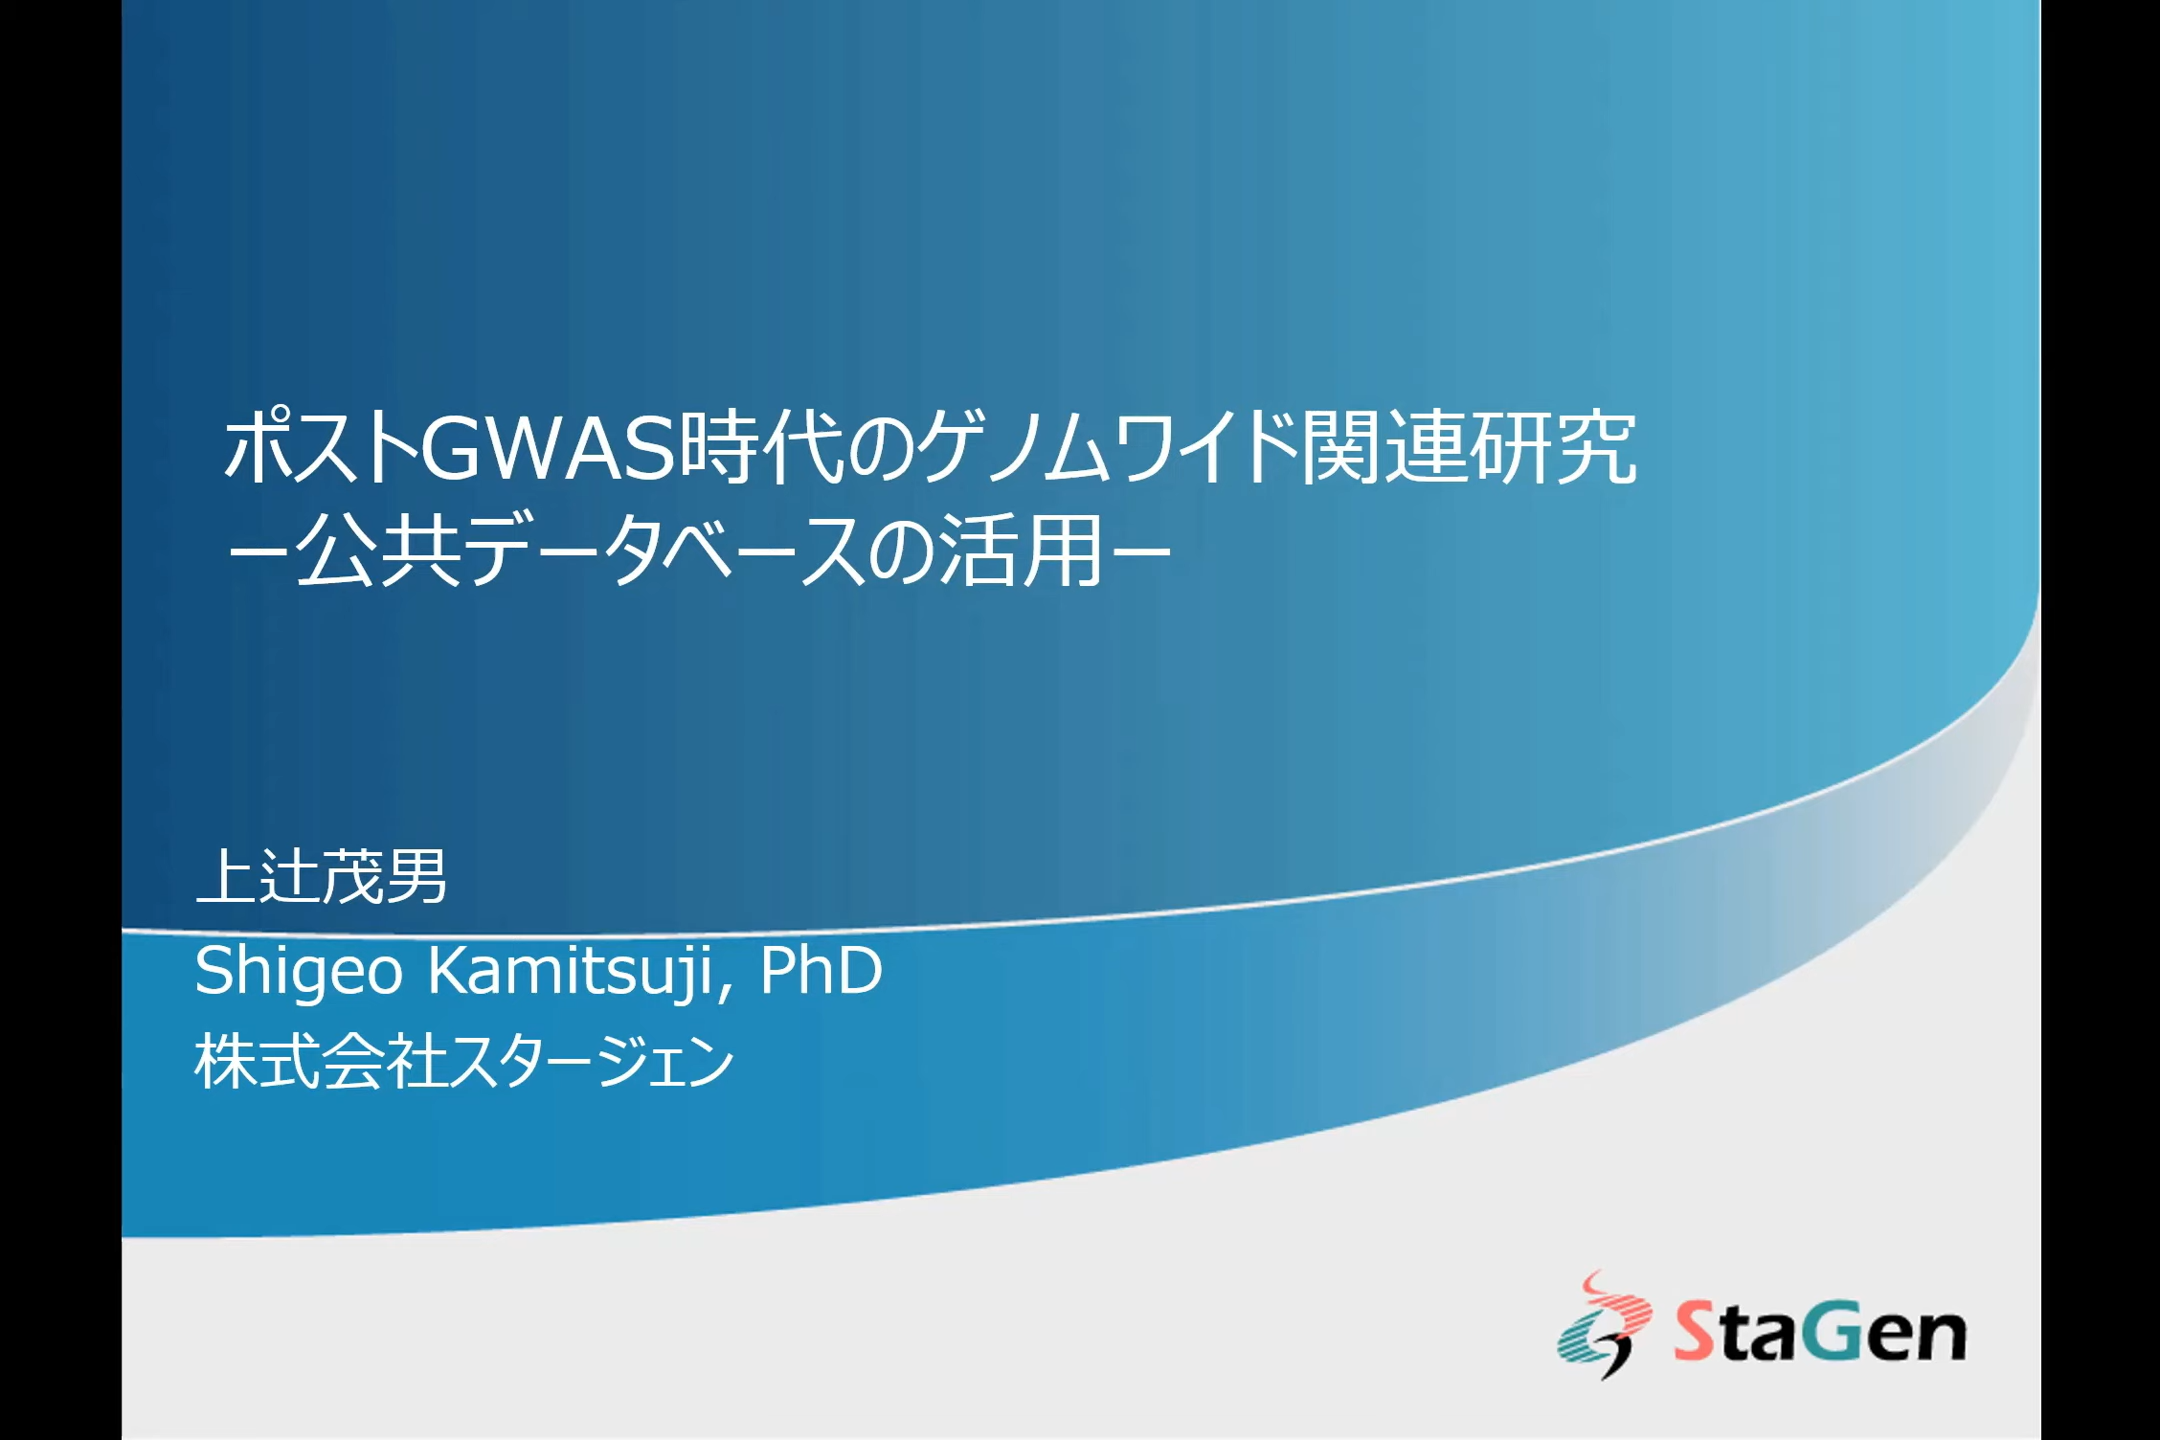 ポストGWAS時代のゲノムワイド関連研究
－公共データベースの活用－
上辻茂男
Shigeo Kamitsuji, PhD
株式会社スタージェン
StaGen